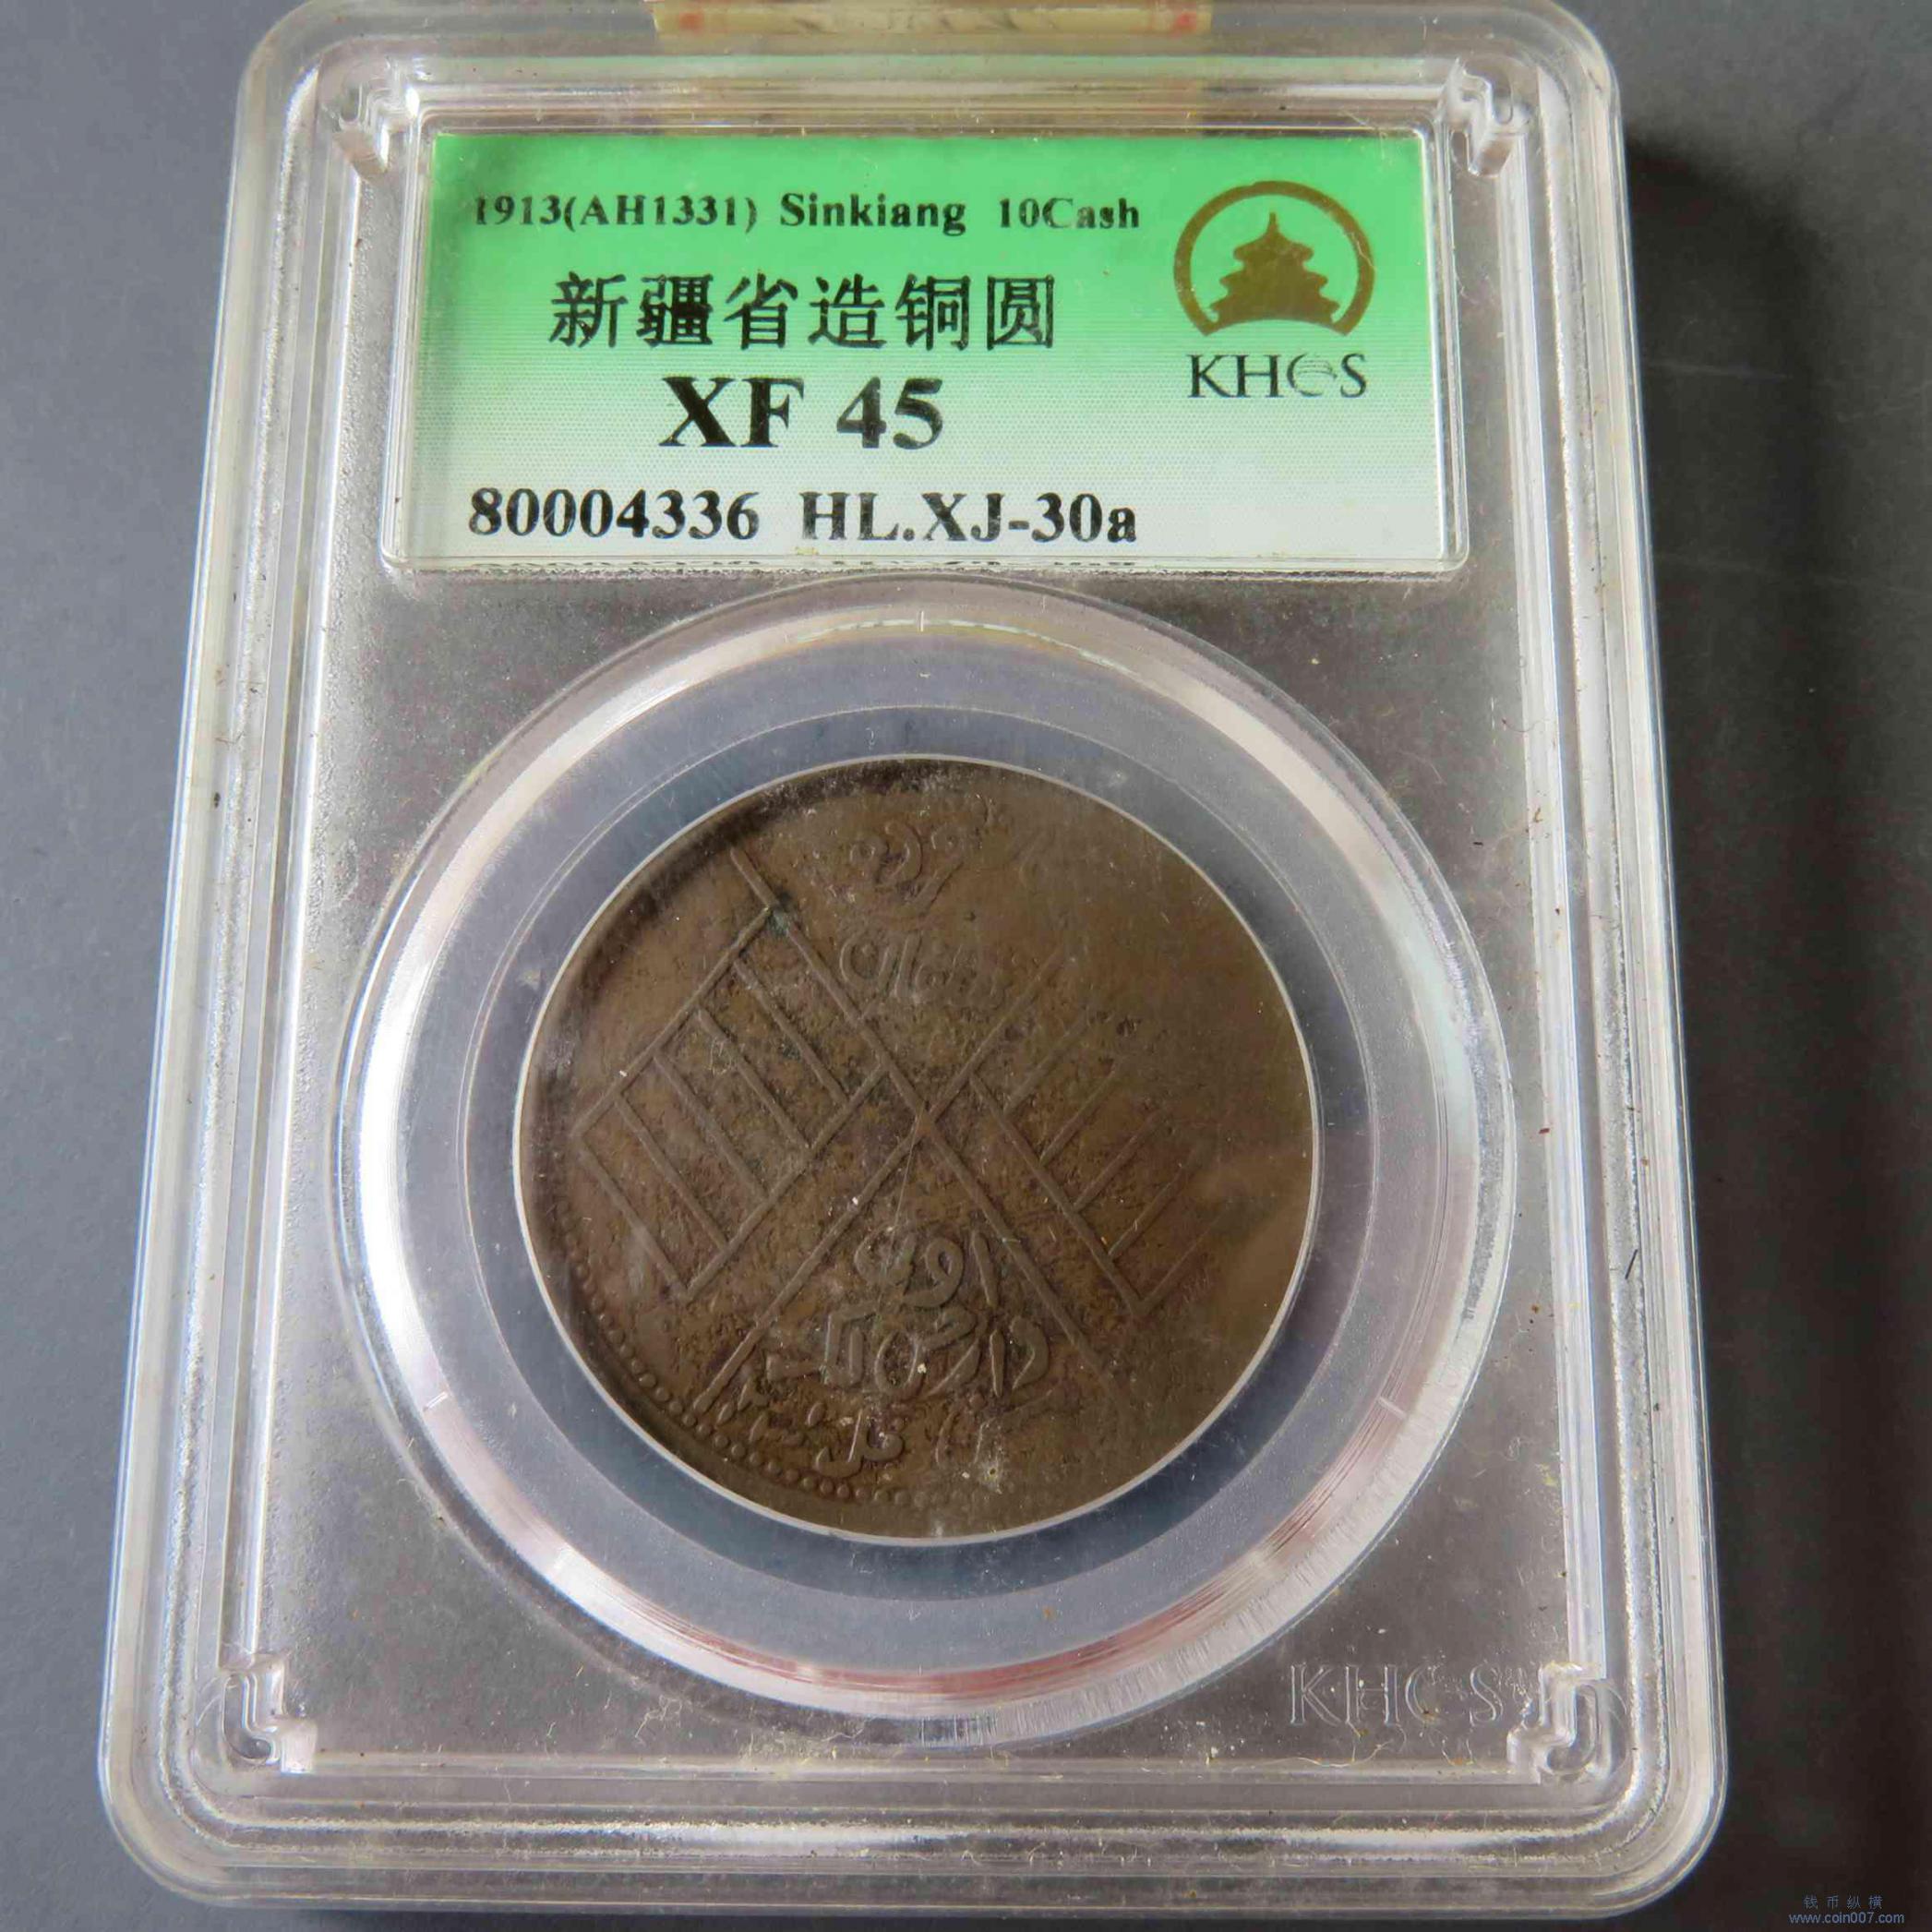 1913(AH1331) Sinkiang 10Cash
新疆省造铜圆
XF 45
KHCS
80004336 HL.XJ-30a
KHCS
钱币纵横
www.coin007.com